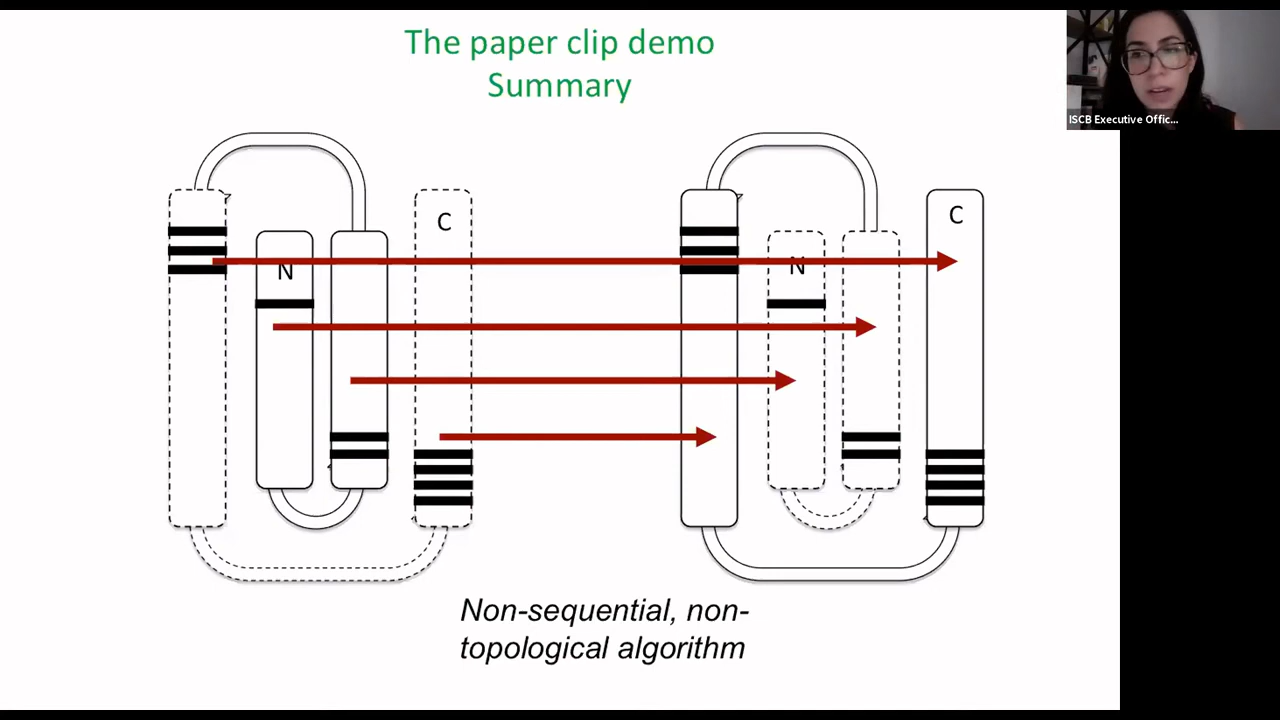 The paper clip demo
Summary
ISCB Executive Offic...
C
C
N
N
Non-sequential, non-
topological algorithm